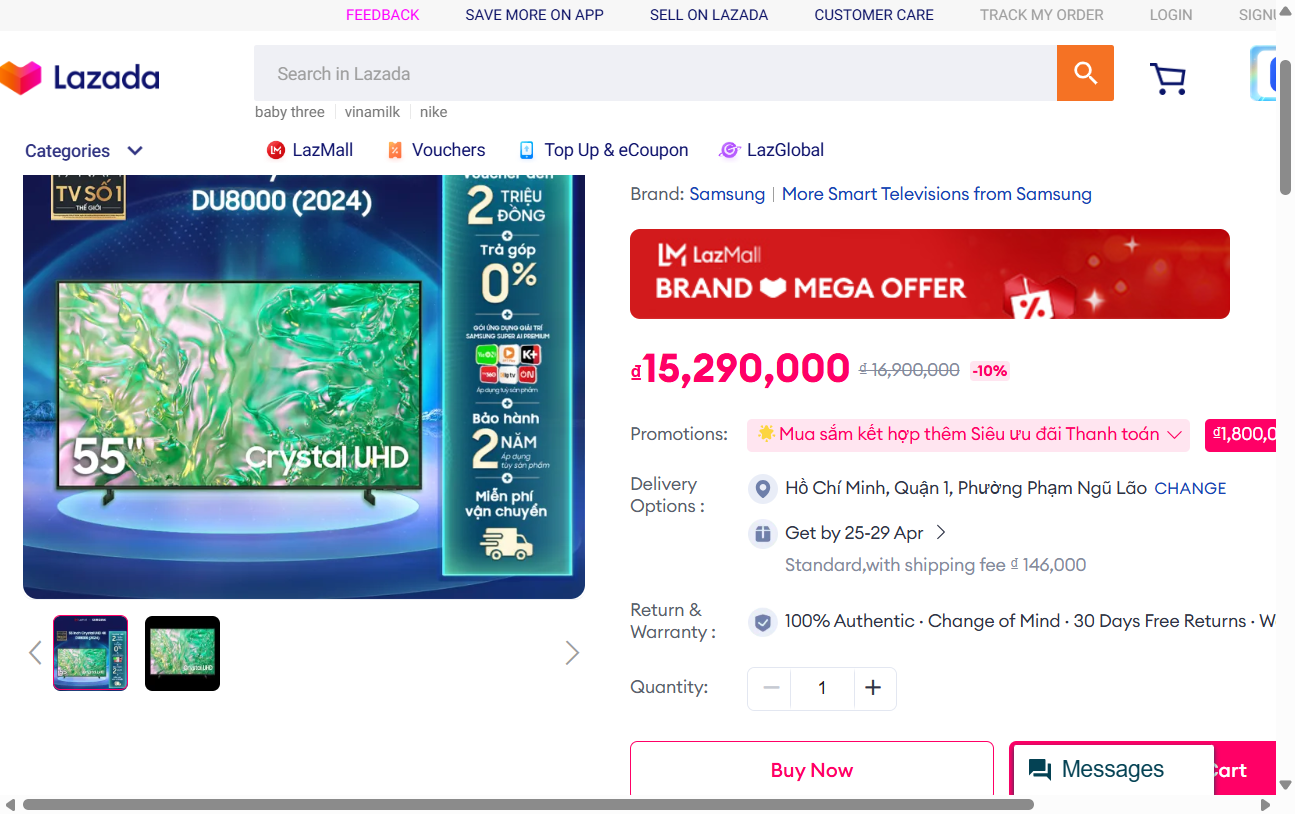 FEEDBACK SAVE MORE ON APP SELL ON LAZADA CUSTOMER CARE TRACK MY ORDER LOGIN
Lazada
Search in Lazada
baby three vinamilk nike
Categories
LazMall Vouchers Top Up & eCoupon LazGlobal
TV SỐ 1
THẾ GIỚI
DU8000 (2024)
Voucher đến
2 TRIỆU
ĐỒNG
Trả góp
0%
GÓI ỨNG DỤNG GIẢI TRÍ
SAMSUNG SUPER AI PREMIUM
K+
ON
Áp dụng tuỳ sản phẩm
Bảo hành
2 NĂM
Áp dụng
tùy sản phẩm
Miễn phí
vận chuyển
55"
Crystal UHD
Brand: Samsung | More Smart Televisions from Samsung
LM LazMall
BRAND MEGA OFFER
₫15,290,000 ₫ 16,900,000 -10%
Promotions: Mua sắm kết hợp thêm Siêu ưu đãi Thanh toán ₫1,800,0
Delivery
Options :
Hồ Chí Minh, Quận 1, Phường Phạm Ngũ Lão CHANGE
Get by 25-29 Apr
Standard,with shipping fee ₫ 146,000
Return &
Warranty :
100% Authentic · Change of Mind · 30 Days Free Returns · W
Quantity: 1
Buy Now
Messages
Cart